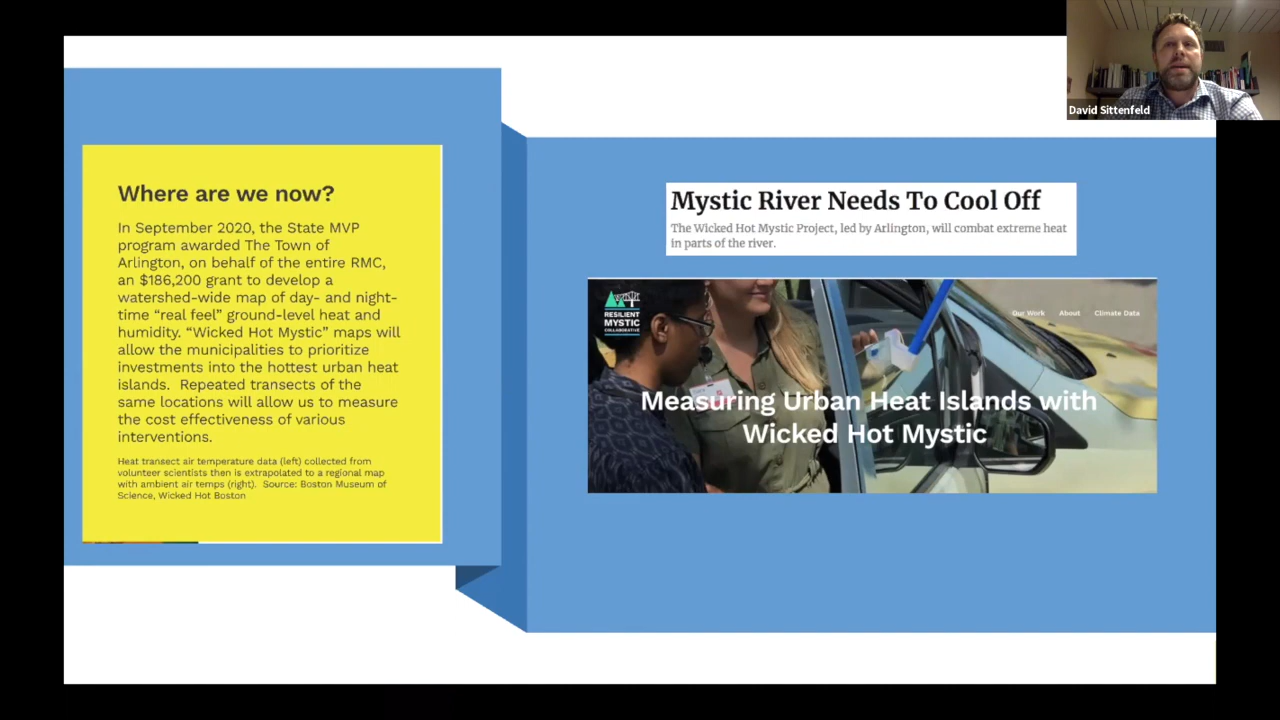 David Sittenfeld
Where are we now?
In September 2020, the State MVP
program awarded The Town of
Arlington, on behalf of the entire RMC,
an $186,200 grant to develop a
watershed-wide map of day- and night-
time “real feel” ground-level heat and
humidity. “Wicked Hot Mystic” maps will
allow the municipalities to prioritize
investments into the hottest urban heat
islands.  Repeated transects of the
same locations will allow us to measure
the cost effectiveness of various
interventions.
Heat transect air temperature data (left) collected from
volunteer scientists then is extrapolated to a regional map
with ambient air temps (right).  Source: Boston Museum of
Science, Wicked Hot Boston
Mystic River Needs To Cool Off
The Wicked Hot Mystic Project, led by Arlington, will combat extreme heat
in parts of the river.
RESILIENT
MYSTIC
COLLABORATIVE
Our Work About Climate Data
Measuring Urban Heat Islands with
Wicked Hot Mystic